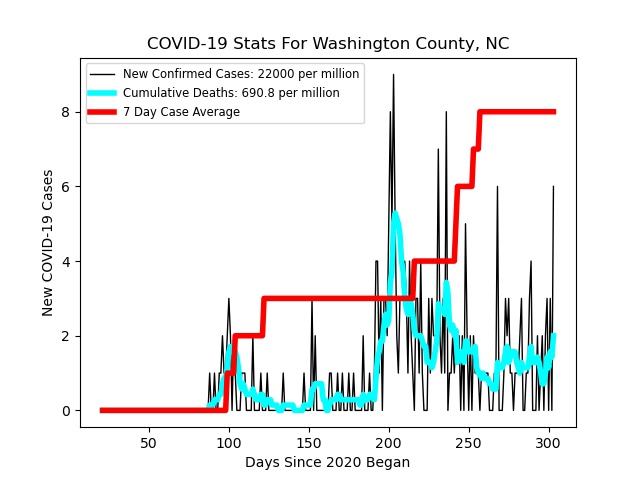 COVID-19 Stats For Washington County, NC
New Confirmed Cases: 22000 per million
Cumulative Deaths: 690.8 per million
7 Day Case Average
New COVID-19 Cases
8
6
4
2
0
50 100 150 200 250 300
Days Since 2020 Began